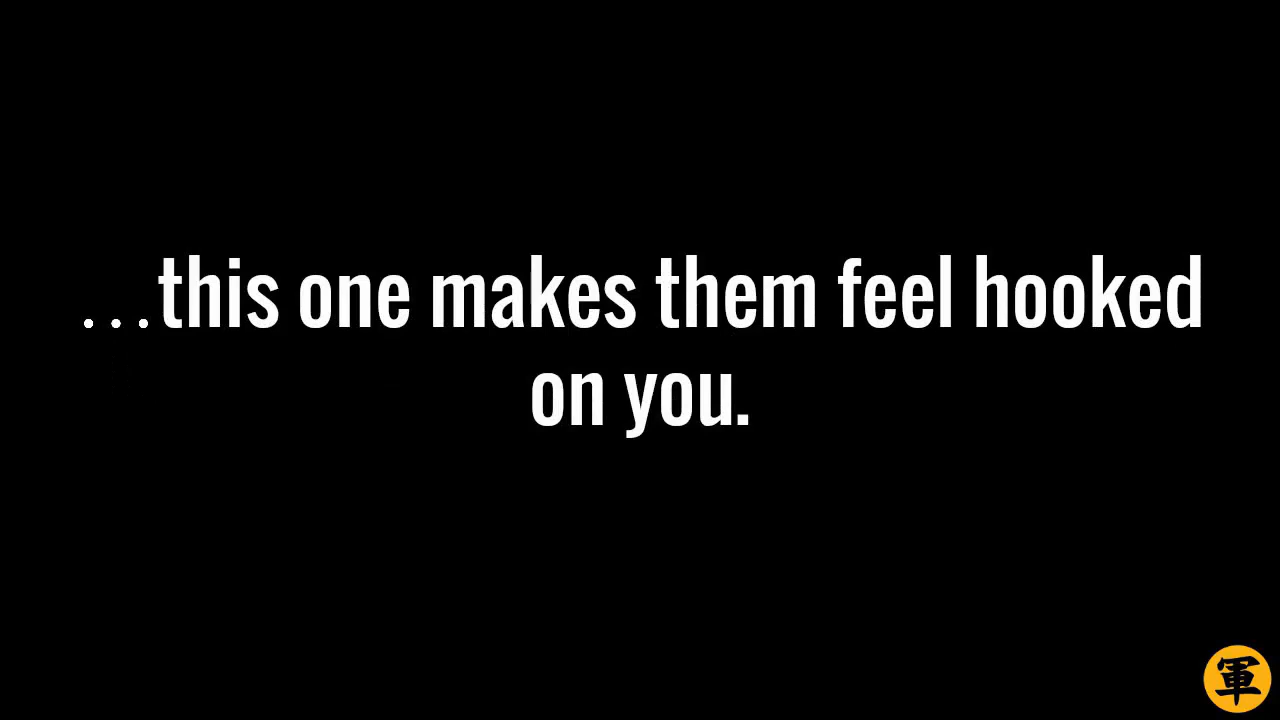 ...this one makes them feel hooked
on you.
軍